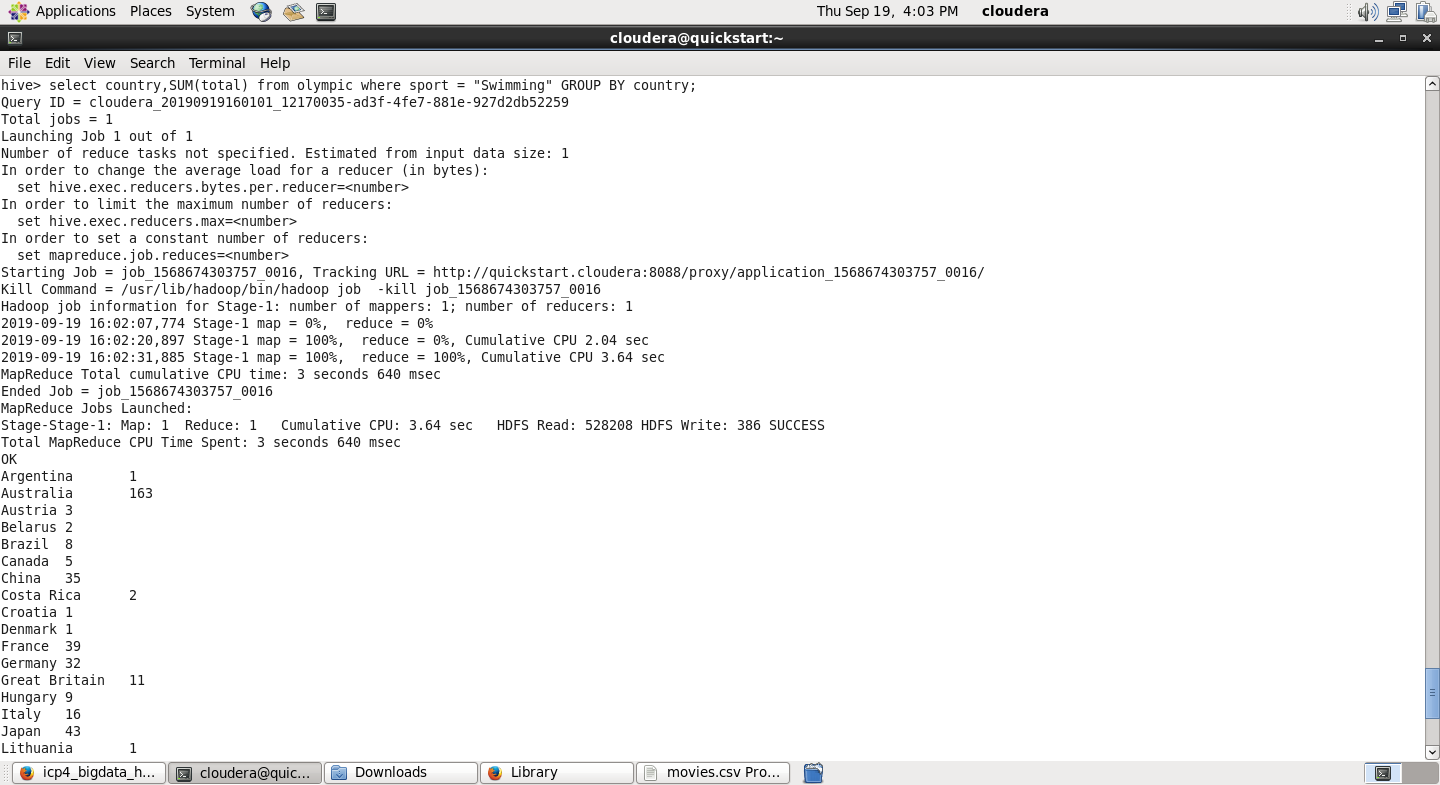 Applications Places System Thu Sep 19, 4:03 PM cloudera
cloudera@quickstart:~
File Edit View Search Terminal Help
hive> select country,SUM(total) from olympic where sport = "Swimming" GROUP BY country;
Query ID = cloudera_20190919160101_12170035-ad3f-4fe7-881e-927d2db52259
Total jobs = 1
Launching Job 1 out of 1
Number of reduce tasks not specified. Estimated from input data size: 1
In order to change the average load for a reducer (in bytes):
  set hive.exec.reducers.bytes.per.reducer=<number>
In order to limit the maximum number of reducers:
  set hive.exec.reducers.max=<number>
In order to set a constant number of reducers:
  set mapreduce.job.reduces=<number>
Starting Job = job_1568674303757_0016, Tracking URL = http://quickstart.cloudera:8088/proxy/application_1568674303757_0016/
Kill Command = /usr/lib/hadoop/bin/hadoop job  -kill job_1568674303757_0016
Hadoop job information for Stage-1: number of mappers: 1; number of reducers: 1
2019-09-19 16:02:07,774 Stage-1 map = 0%,  reduce = 0%
2019-09-19 16:02:20,897 Stage-1 map = 100%,  reduce = 0%, Cumulative CPU 2.04 sec
2019-09-19 16:02:31,885 Stage-1 map = 100%,  reduce = 100%, Cumulative CPU 3.64 sec
MapReduce Total cumulative CPU time: 3 seconds 640 msec
Ended Job = job_1568674303757_0016
MapReduce Jobs Launched:
Stage-Stage-1: Map: 1  Reduce: 1   Cumulative CPU: 3.64 sec   HDFS Read: 528208 HDFS Write: 386 SUCCESS
Total MapReduce CPU Time Spent: 3 seconds 640 msec
OK
Argentina	1
Australia	163
Austria	3
Belarus	2
Brazil	8
Canada	5
China	35
Costa Rica	2
Croatia	1
Denmark	1
France	39
Germany	32
Great Britain	11
Hungary	9
Italy	16
Japan	43
Lithuania	1
icp4_bigdata_h... cloudera@quic... Downloads Library movies.csv Pro...